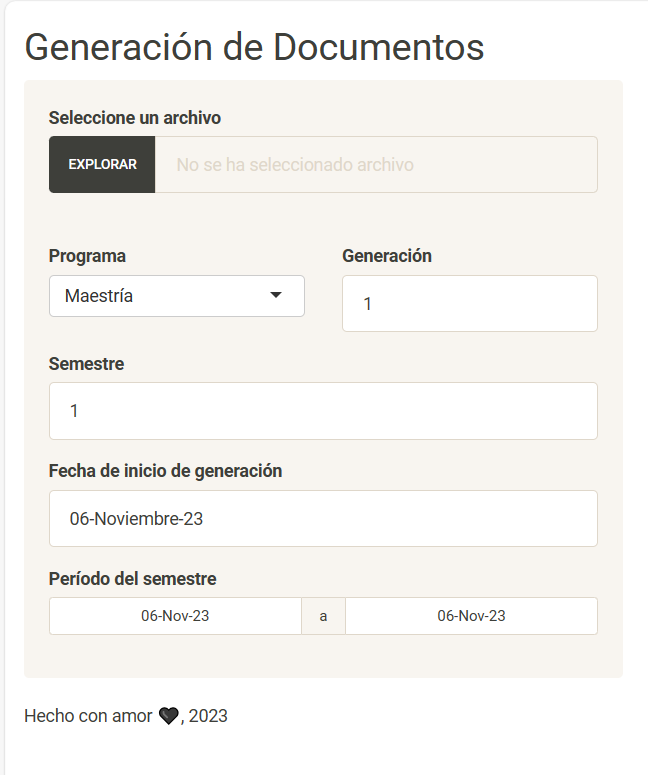 Generación de Documentos
Seleccione un archivo
EXPLORAR No se ha seleccionado archivo
Programa Generación
Maestría 1
Semestre
1
Fecha de inicio de generación
06-Noviembre-23
Período del semestre
06-Nov-23 a 06-Nov-23
Hecho con amor 🖤, 2023